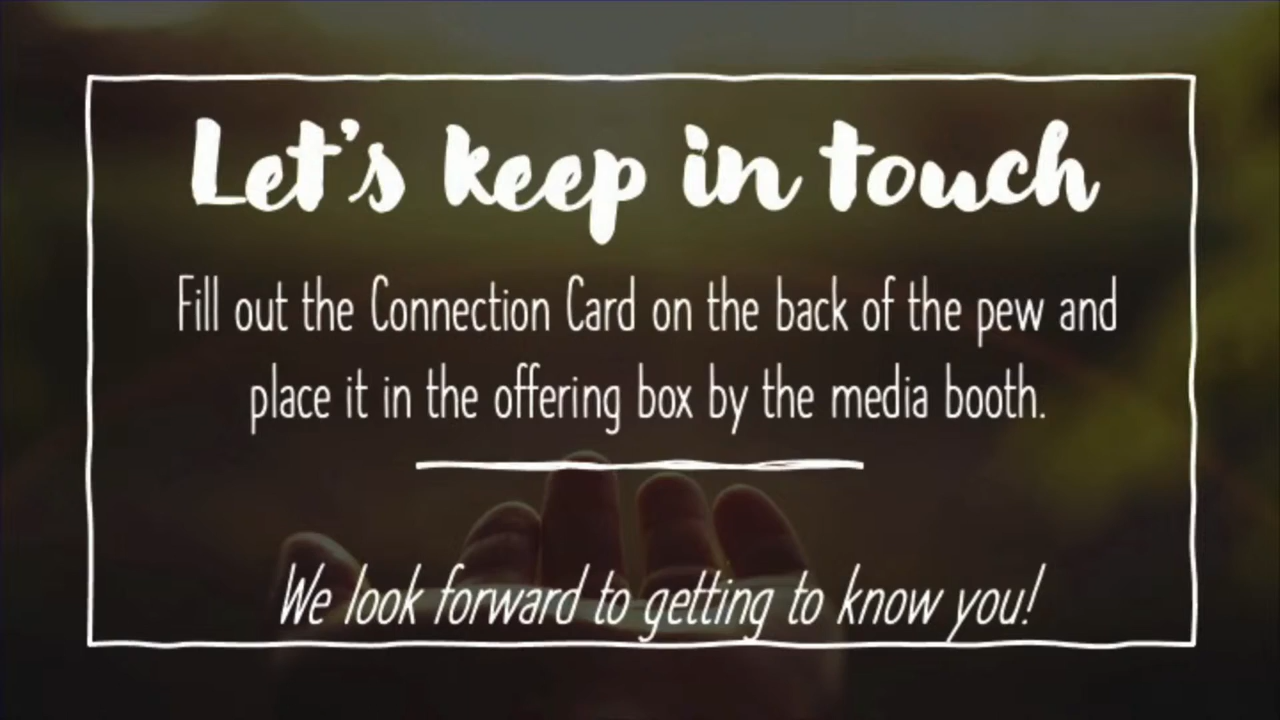 Let's keep in touch
Fill out the Connection Card on the back of the pew and
place it in the offering box by the media booth.
We look forward to getting to know you!